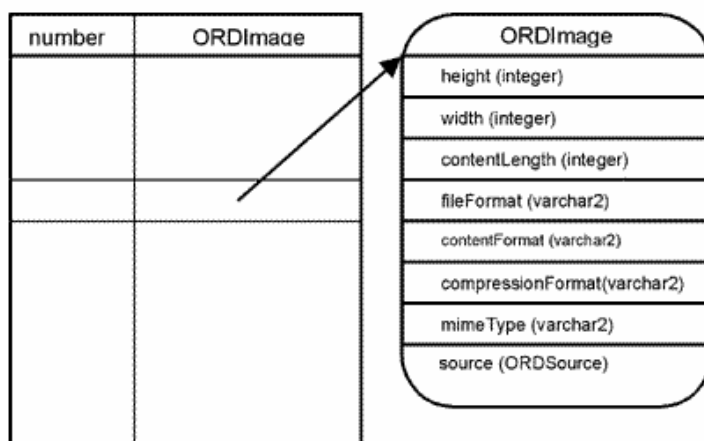 number
ORDImage
ORDImage
height (integer)
width (integer)
contentLength (integer)
fileFormat (varchar2)
contentFormat (varchar2)
compressionFormat(varchar2)
mimeType (varchar2)
source (ORDSource)